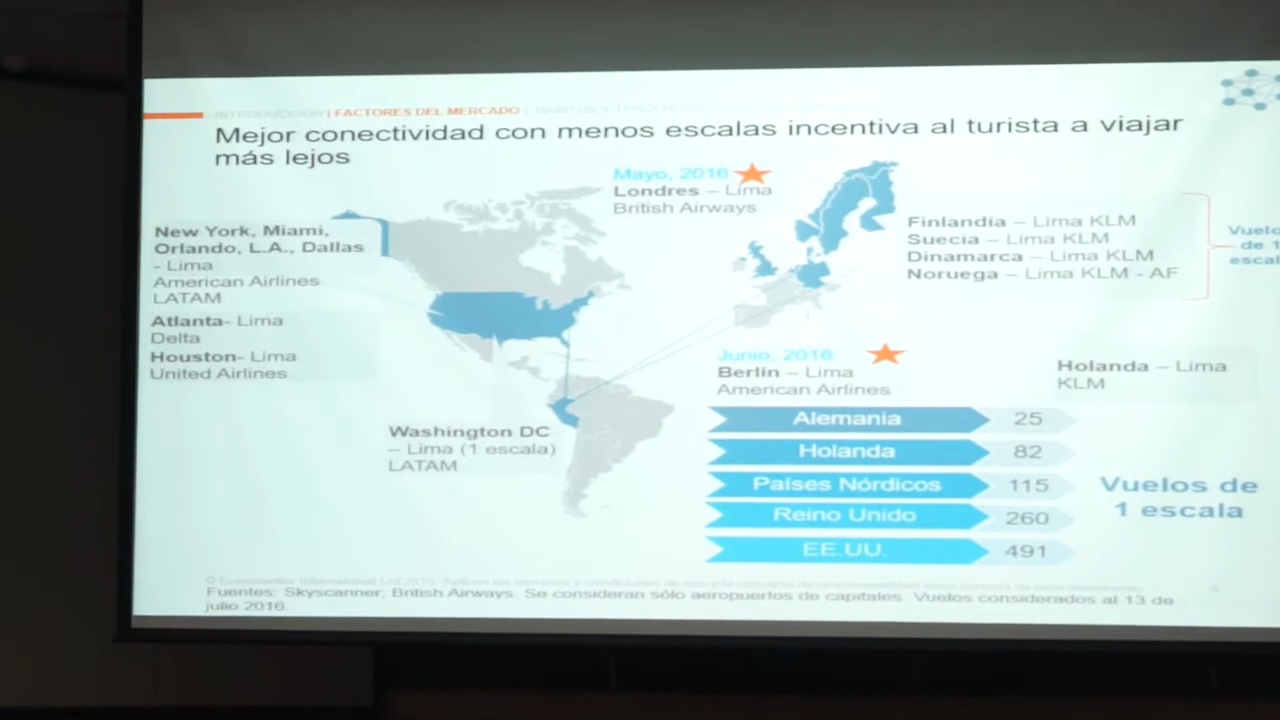 INTRODUCCIÓN | FACTORES DEL MERCADO |
Mejor conectividad con menos escalas incentiva al turista a viajar
más lejos
Mayo, 2016
Londres – Lima
British Airways
New York, Miami,
Orlando, L.A., Dallas
- Lima
American Airlines
LATAM
Atlanta- Lima
Delta
Houston- Lima
United Airlines
Finlandia – Lima KLM
Suecia – Lima KLM
Dinamarca – Lima KLM
Noruega – Lima KLM - AF
Vuelo
de 1
escal
Junio, 2016
Berlín – Lima
American Airlines
Holanda – Lima
KLM
Washington DC
– Lima (1 escala)
LATAM
Alemania 25
Holanda 82
Países Nórdicos 115
Reino Unido 260
EE.UU. 491
Vuelos de
1 escala
Fuentes: Skyscanner; British Airways. Se consideran sólo aeropuertos de capitales. Vuelos considerados al 13 de
julio 2016.